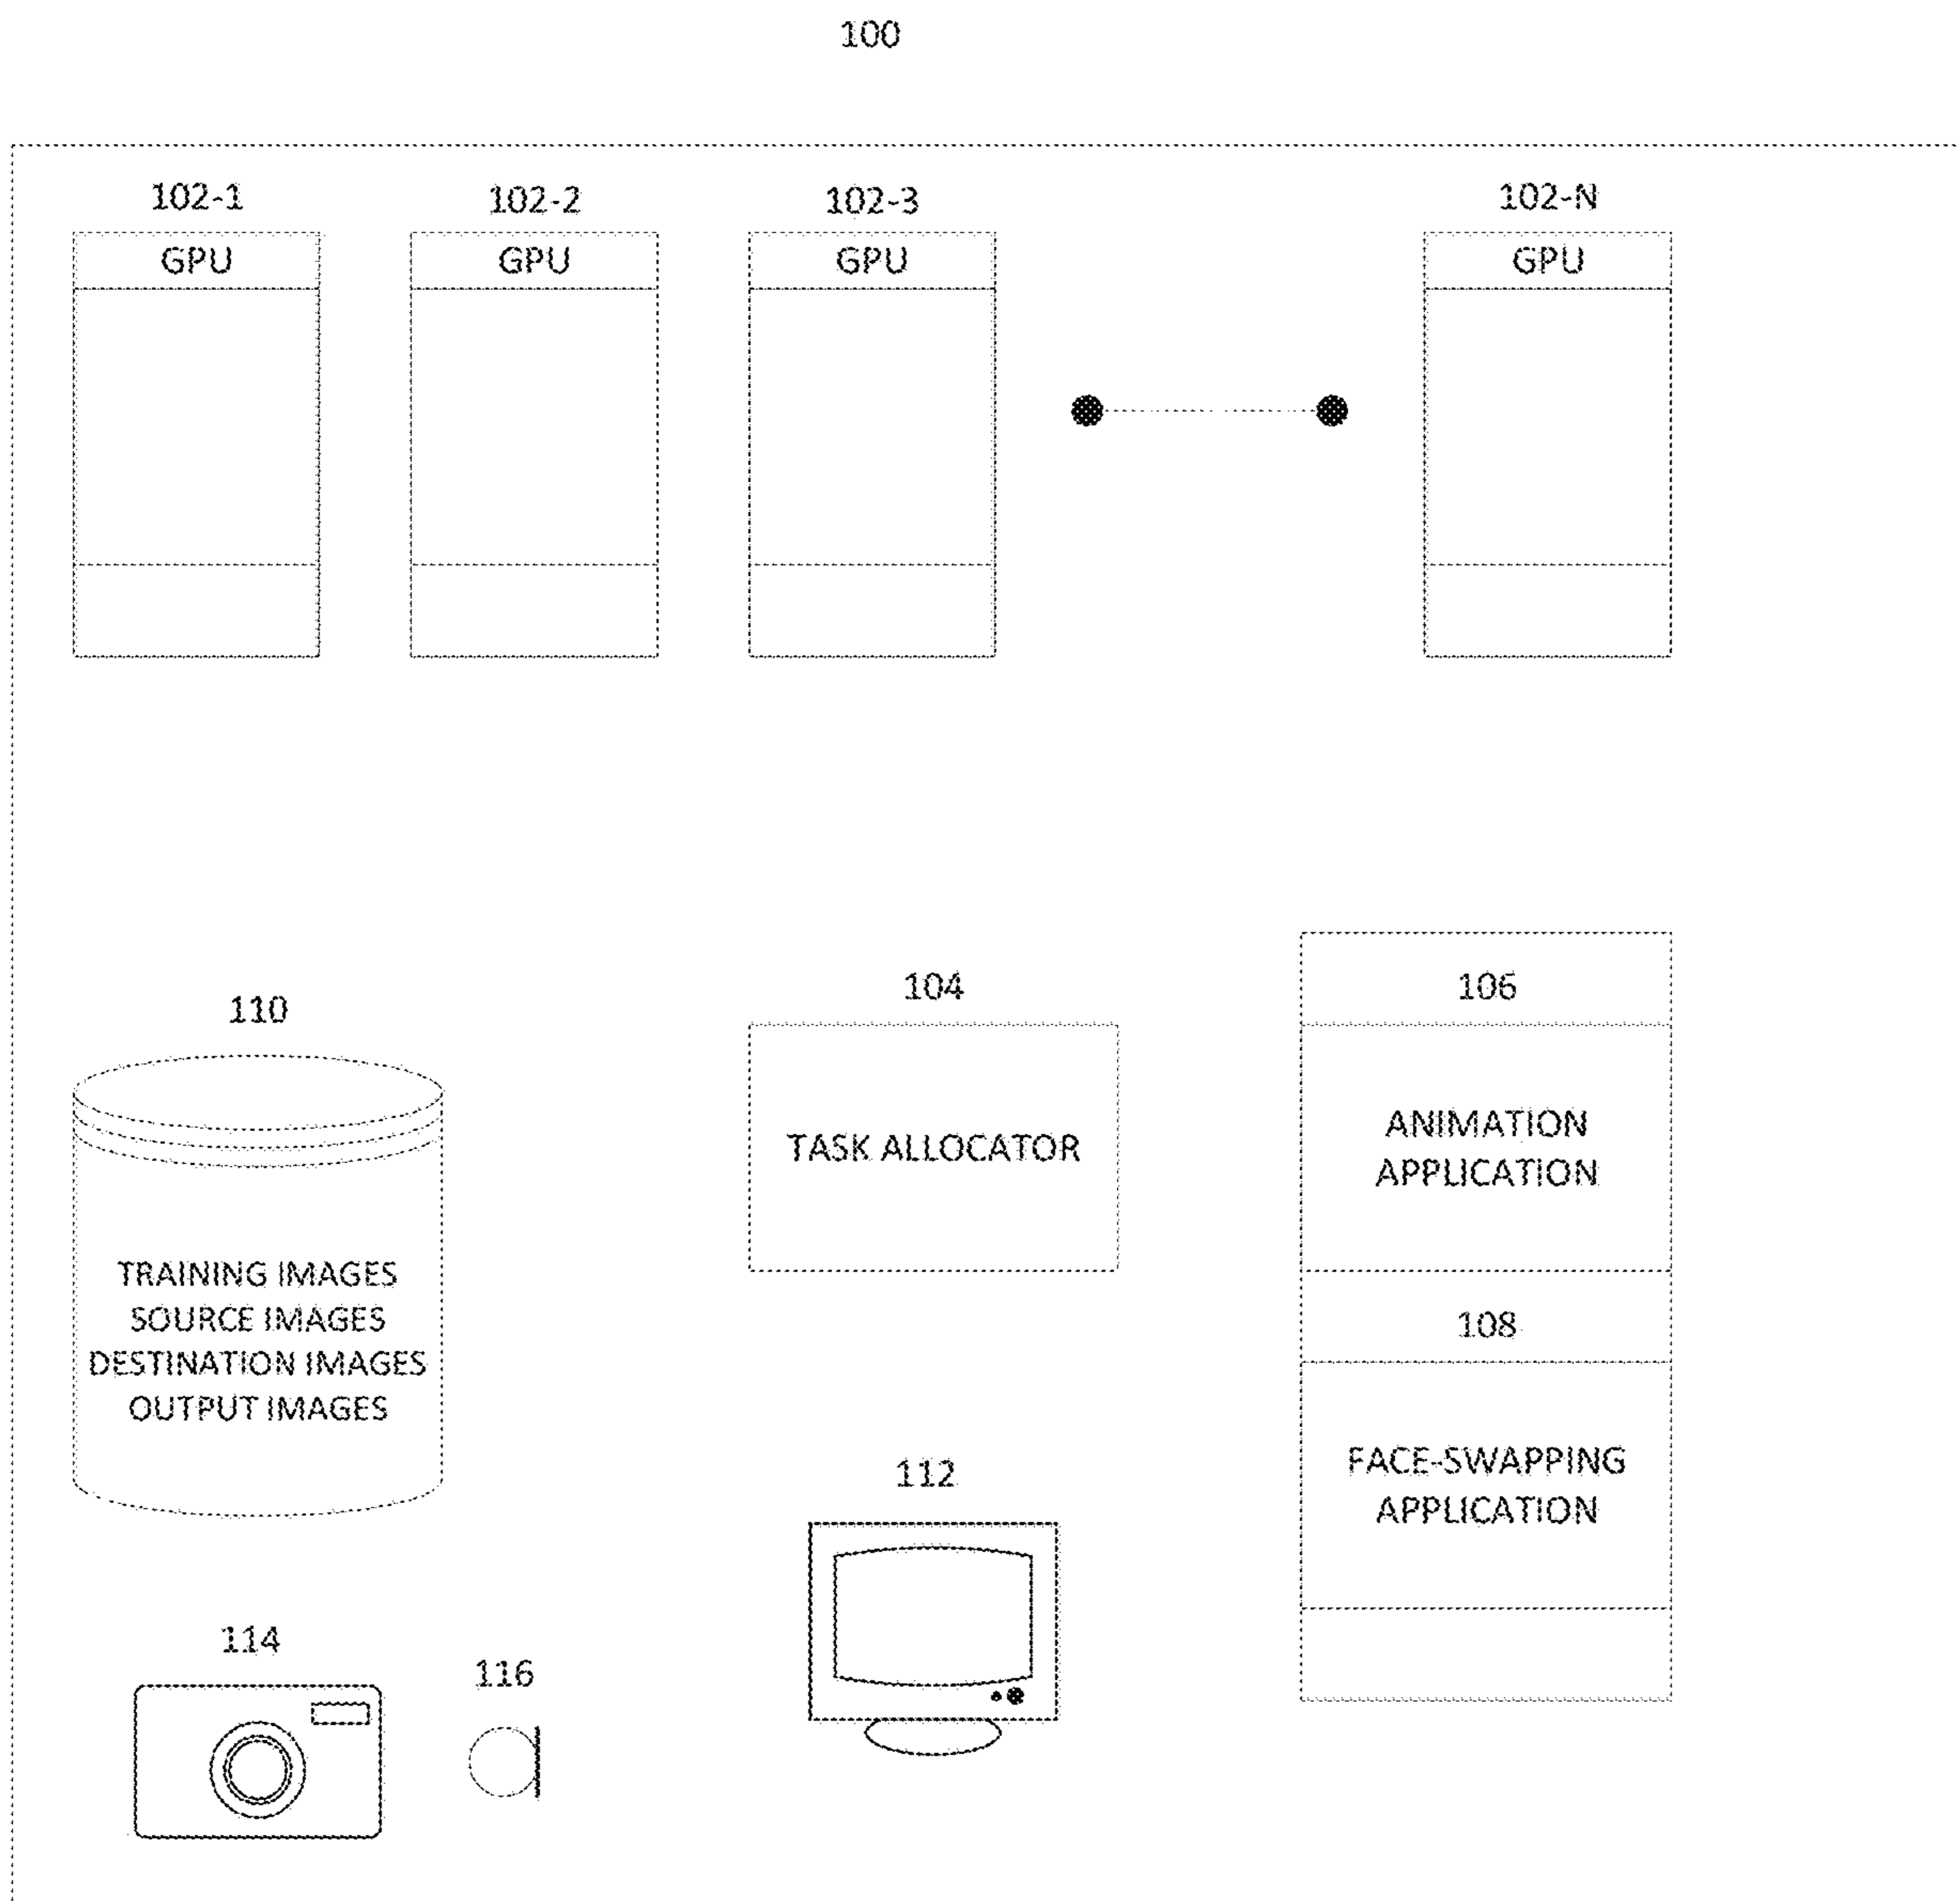 100
102-1
102-2
102-3
102-N
GPU
GPU
GPU
GPU
110
TRAINING IMAGES
SOURCE IMAGES
DESTINATION IMAGES
OUTPUT IMAGES
104
TASK ALLOCATOR
106
ANIMATION
APPLICATION
108
FACE-SWAPPING
APPLICATION
112
114
116